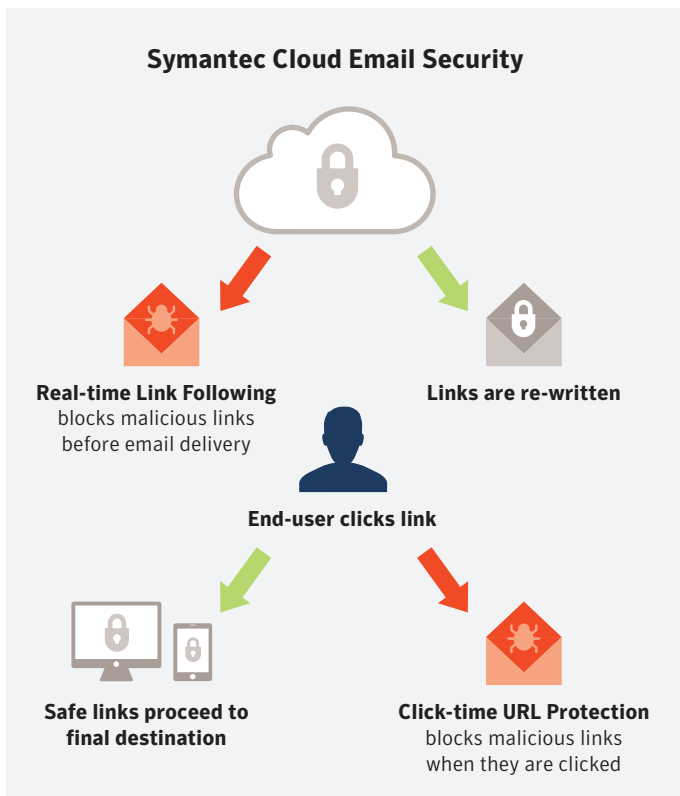 Symantec Cloud Email Security
Real-time Link Following
blocks malicious links
before email delivery
Links are re-written
End-user clicks link
Safe links proceed to
final destination
Click-time URL Protection
blocks malicious links
when they are clicked